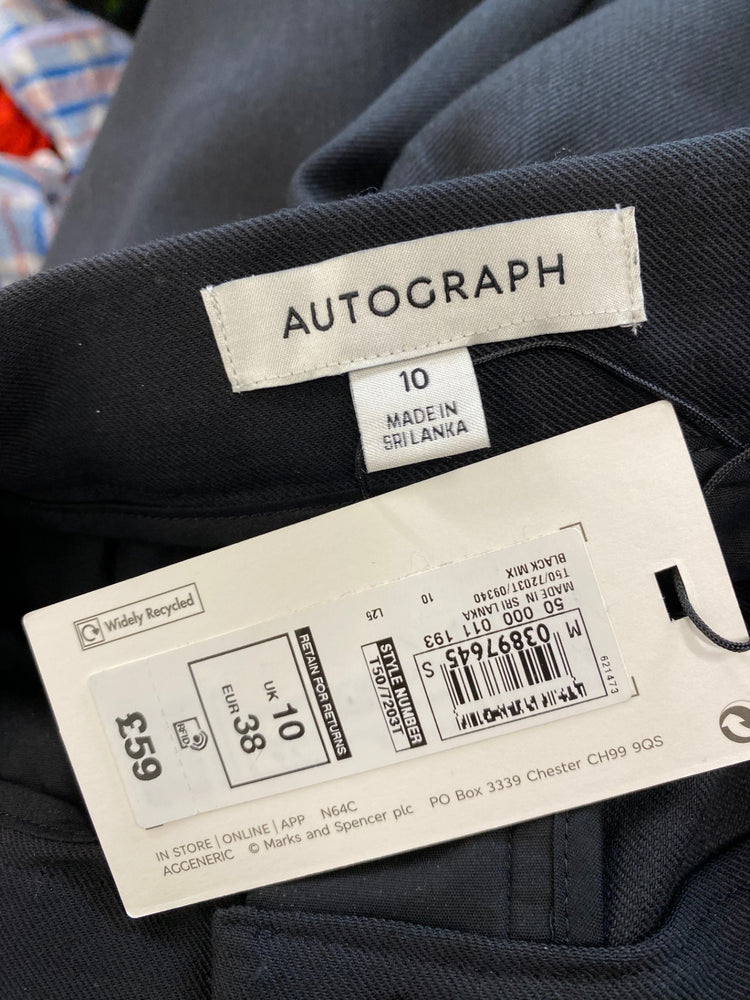 AUTOGRAPH
10
MADE IN
SRI LANKA
Widely Recycled
£59
RFID
UK 10
EUR 38
RETAIN FOR RETURNS
STYLE NUMBER
T50/7203T
S
03897645
M
50 000 011 193
MADE IN SRI LANKA
T50/7203T/09340
BLACK MIX
10
L25
621473
IN STORE | ONLINE | APP N64C
AGGENERIC © Marks and Spencer plc PO Box 3339 Chester CH99 9QS